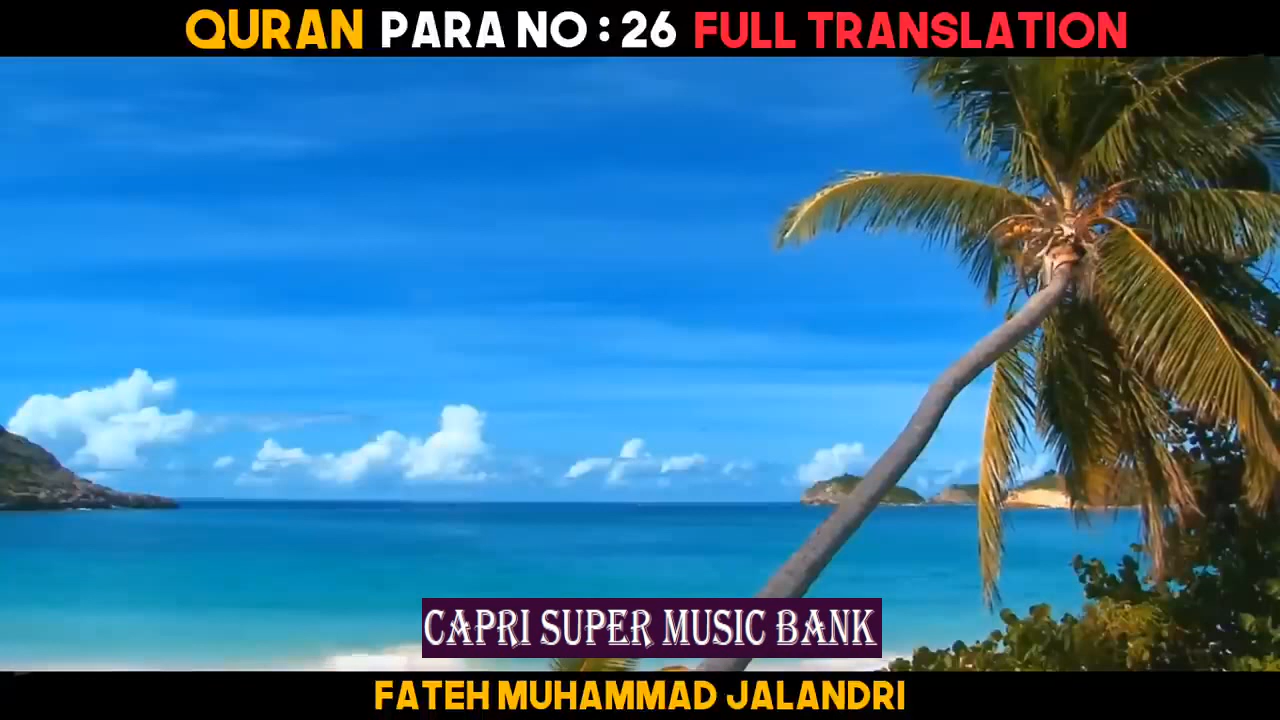 QURAN PARA NO : 26 FULL TRANSLATION
CAPRI SUPER MUSIC BANK
FATEH MUHAMMAD JALANDRI